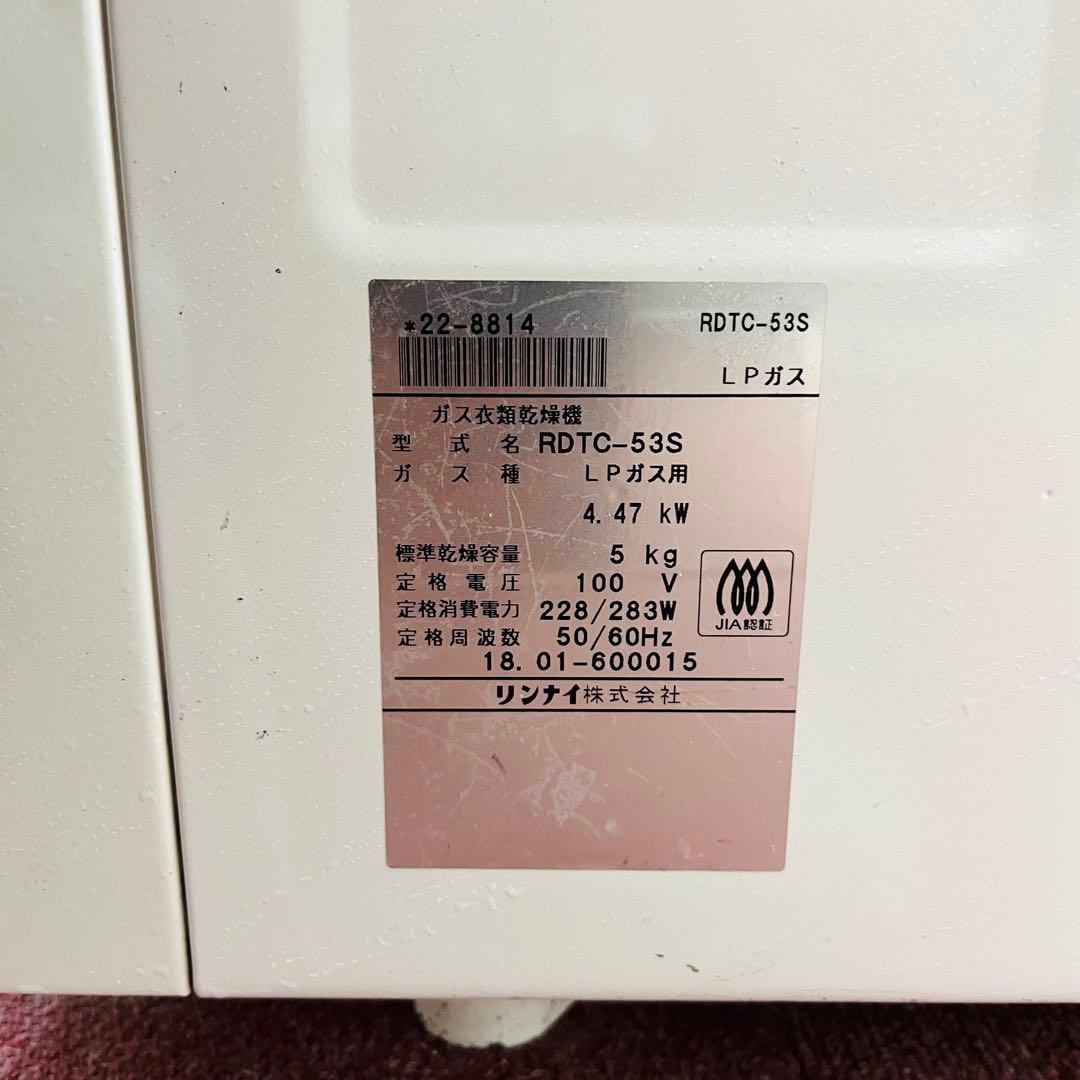 *22-8814 RDTC-53S
LPガス
ガス衣類乾燥機
型式名 RDTC-53S
ガス種 LPガス用
4.47 kW
標準乾燥容量 5 kg
定格電圧 100 V
定格消費電力 228/283W
定格周波数 50/60Hz
JIA認証
18.01-600015
リンナイ株式会社